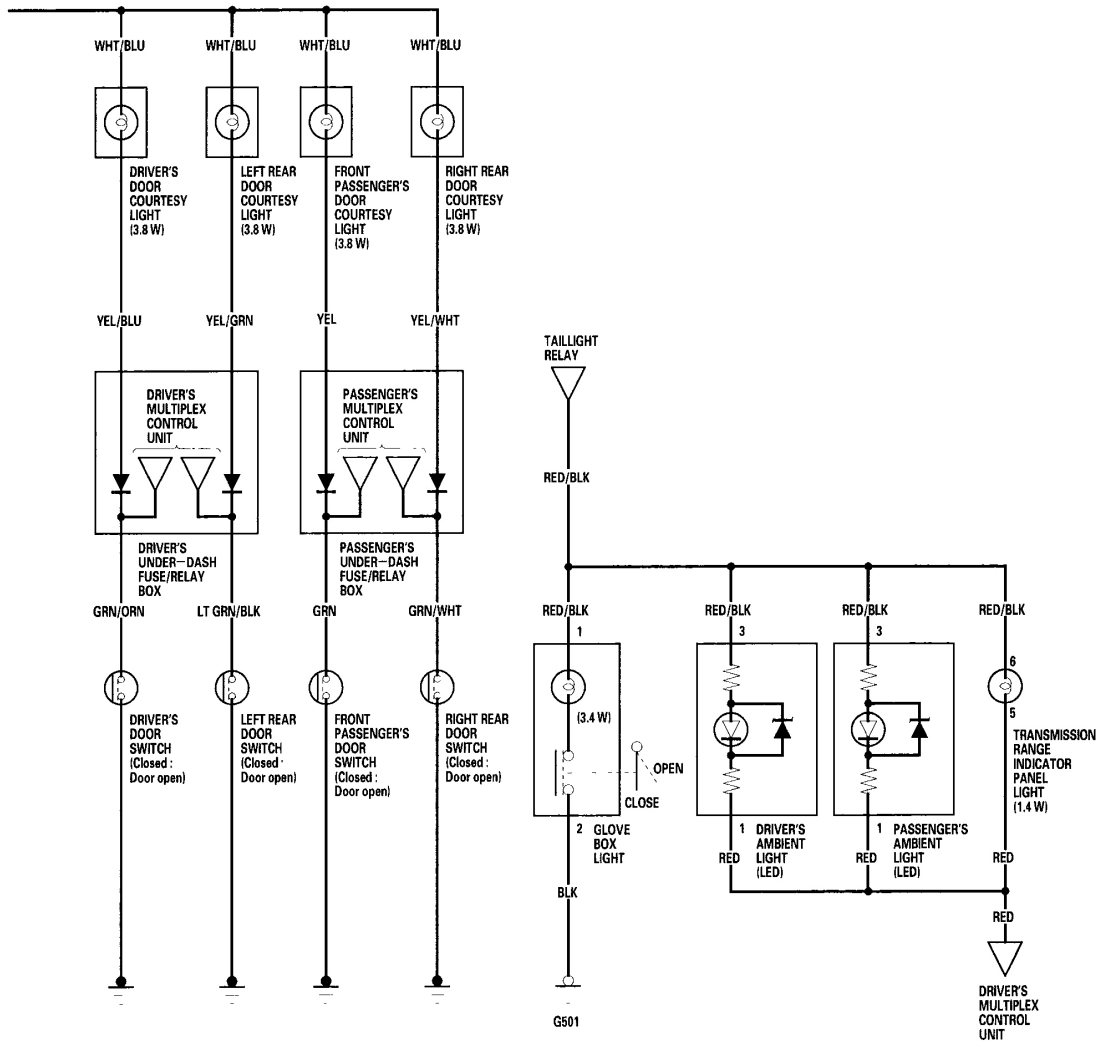 WHT/BLU
WHT/BLU
WHT/BLU
WHT/BLU
DRIVER'S
DOOR
COURTESY
LIGHT
(3.8 W)
LEFT REAR
DOOR
COURTESY
LIGHT
(3.8 W)
FRONT
PASSENGER'S
DOOR
COURTESY
LIGHT
(3.8 W)
RIGHT REAR
DOOR
COURTESY
LIGHT
(3.8 W)
YEL/BLU
YEL/GRN
YEL
YEL/WHT
DRIVER'S
MULTIPLEX
CONTROL
UNIT
PASSENGER'S
MULTIPLEX
CONTROL
UNIT
DRIVER'S
UNDER-DASH
FUSE/RELAY
BOX
PASSENGER'S
UNDER-DASH
FUSE/RELAY
BOX
GRN/ORN
LT GRN/BLK
GRN
GRN/WHT
DRIVER'S
DOOR
SWITCH
(Closed :
Door open)
LEFT REAR
DOOR
SWITCH
(Closed :
Door open)
FRONT
PASSENGER'S
DOOR
SWITCH
(Closed :
Door open)
RIGHT REAR
DOOR
SWITCH
(Closed :
Door open)
TAILLIGHT
RELAY
RED/BLK
RED/BLK
RED/BLK
RED/BLK
RED/BLK
1
3
3
6
(3.4 W)
OPEN
CLOSE
5
TRANSMISSION
RANGE
INDICATOR
PANEL
LIGHT
(1.4 W)
2
GLOVE
BOX
LIGHT
1
DRIVER'S
AMBIENT
LIGHT
(LED)
1
PASSENGER'S
AMBIENT
LIGHT
(LED)
RED
RED
RED
BLK
RED
G501
DRIVER'S
MULTIPLEX
CONTROL
UNIT